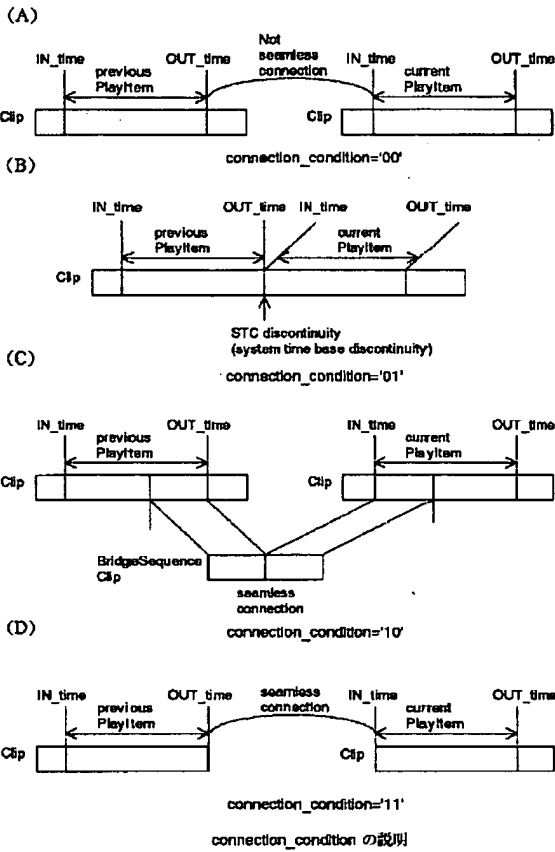 (A)
Not
seamless
connection
IN_time
OUT_time
IN_time
OUT_time
previous
PlayItem
current
PlayItem
Clip
Clip
connection_condition='00'
(B)
IN_time
OUT_time
IN_time
OUT_time
previous
PlayItem
current
PlayItem
Clip
STC discontinuity
(system time base discontinuity)
connection_condition='01'
(C)
IN_time
OUT_time
IN_time
OUT_time
previous
PlayItem
current
PlayItem
Clip
Clip
BridgeSequence
Clip
seamless
connection
connection_condition='10'
(D)
IN_time
OUT_time
seamless
connection
IN_time
OUT_time
previous
PlayItem
current
PlayItem
Clip
Clip
connection_condition='11'
connection_condition の説明